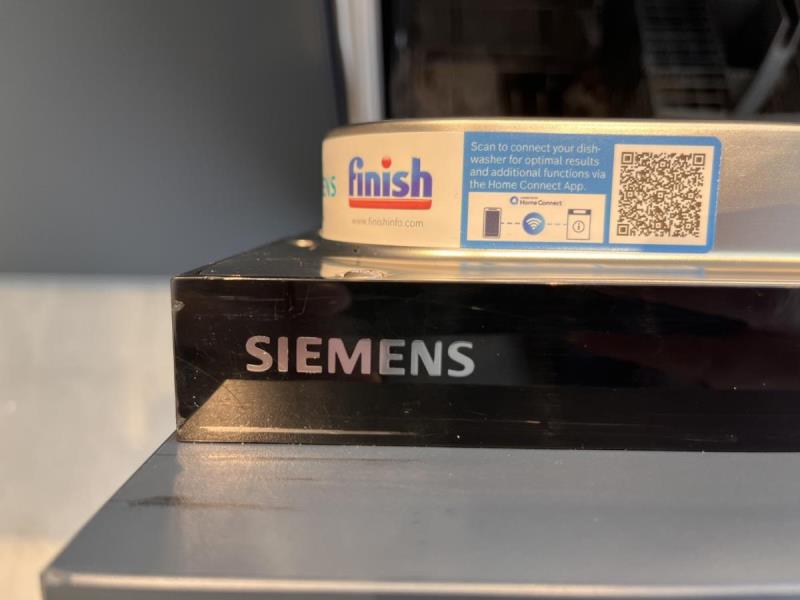 ENS
finish
www.finishinfo.com
Scan to connect your dish-
washer for optimal results
and additional functions via
the Home Connect App.
Home Connect
SIEMENS